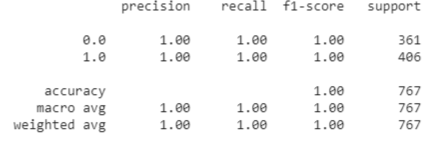 precision recall f1-score support
0.0 1.00 1.00 1.00 361
1.0 1.00 1.00 1.00 406
accuracy 1.00 767
macro avg 1.00 1.00 1.00 767
weighted avg 1.00 1.00 1.00 767